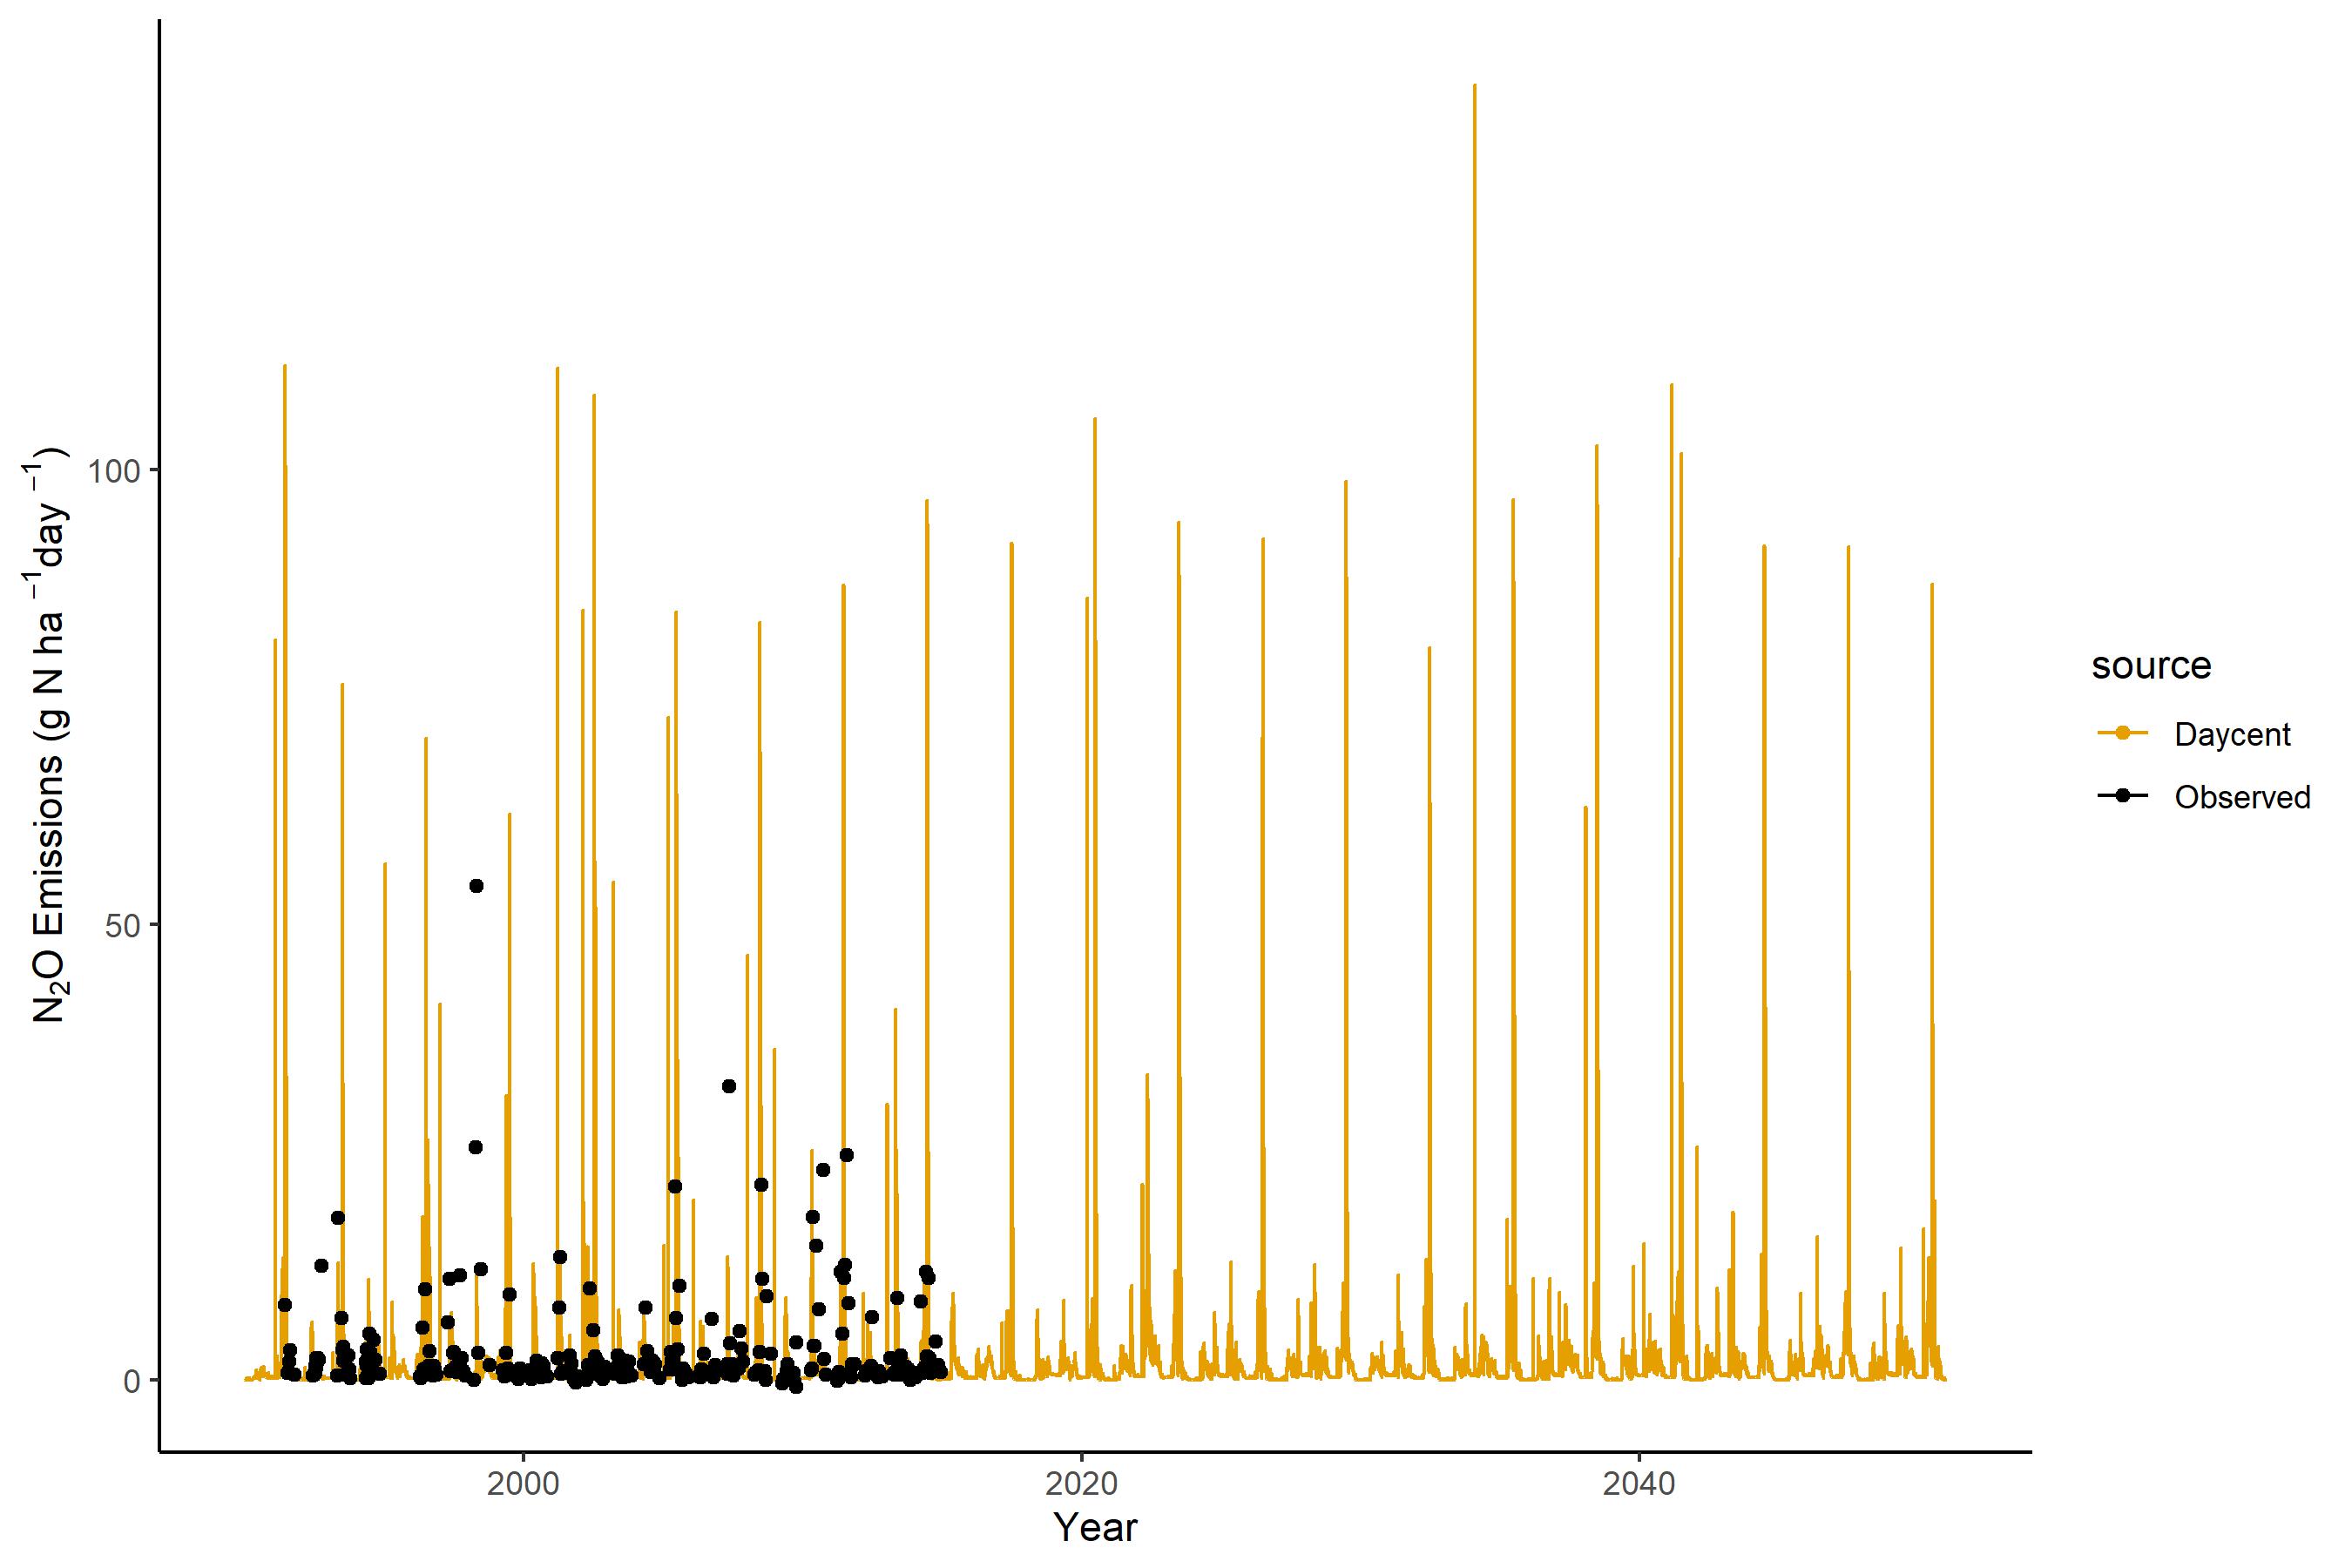 N₂O Emissions (g N ha ⁻¹day ⁻¹)
100
50
0
2000
2020
2040
Year
source
Daycent
Observed